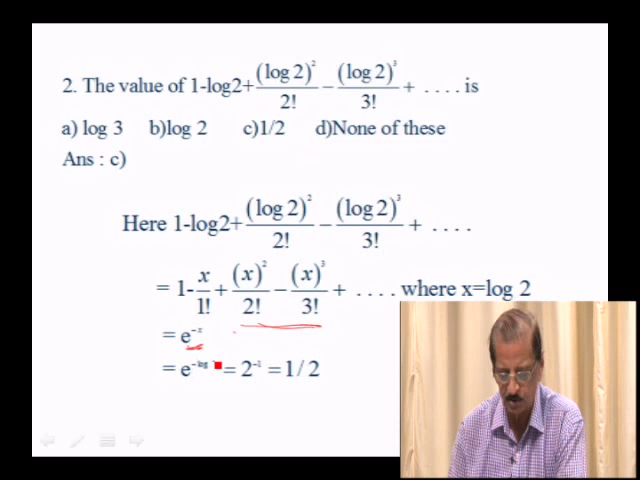 2. The value of 1-log2+(log 2)²/2!−(log 2)³/3!+ ....is
a) log 3 b)log 2 c)1/2 d)None of these
Ans : c)
Here 1-log2+(log 2)²/2!−(log 2)³/3!+ ....
= 1-x/1!+(x)²/2!−(x)³/3!+ ....where x=log 2
= e⁻ˣ
= e^-log = 2⁻¹ = 1/2